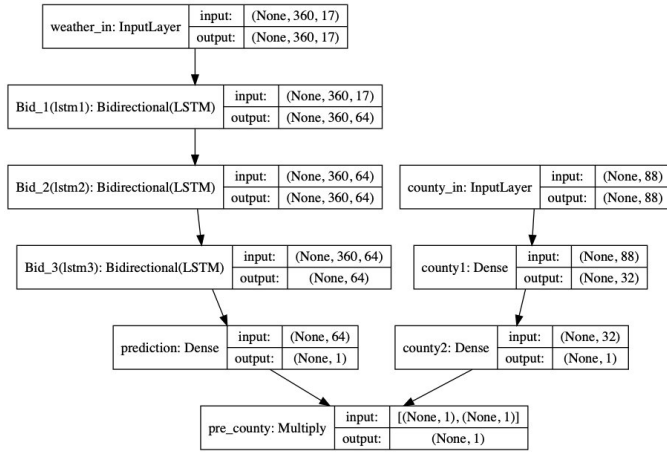 weather_in: InputLayer
input: (None, 360, 17)
output: (None, 360, 17)
Bid_1(lstm1): Bidirectional(LSTM)
input: (None, 360, 17)
output: (None, 360, 64)
Bid_2(lstm2): Bidirectional(LSTM)
input: (None, 360, 64)
output: (None, 360, 64)
county_in: InputLayer
input: (None, 88)
output: (None, 88)
Bid_3(lstm3): Bidirectional(LSTM)
input: (None, 360, 64)
output: (None, 64)
county1: Dense
input: (None, 88)
output: (None, 32)
prediction: Dense
input: (None, 64)
output: (None, 1)
county2: Dense
input: (None, 32)
output: (None, 1)
pre_county: Multiply
input: [(None, 1), (None, 1)]
output: (None, 1)